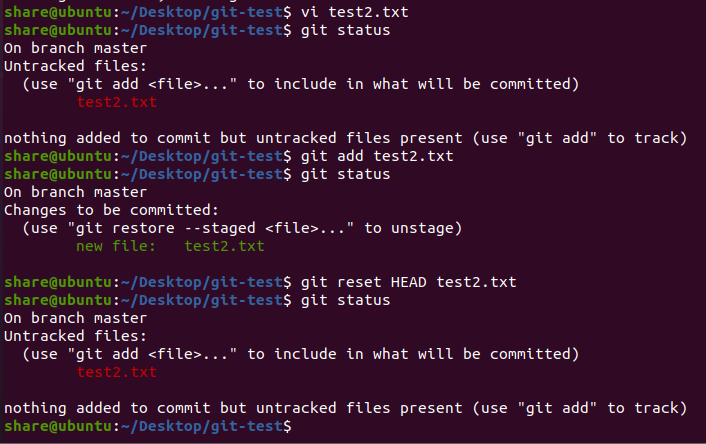 share@ubuntu:~/Desktop/git-test$ vi test2.txt
share@ubuntu:~/Desktop/git-test$ git status
On branch master
Untracked files:
  (use "git add <file>..." to include in what will be committed)
        test2.txt

nothing added to commit but untracked files present (use "git add" to track)
share@ubuntu:~/Desktop/git-test$ git add test2.txt
share@ubuntu:~/Desktop/git-test$ git status
On branch master
Changes to be committed:
  (use "git restore --staged <file>..." to unstage)
        new file:   test2.txt

share@ubuntu:~/Desktop/git-test$ git reset HEAD test2.txt
share@ubuntu:~/Desktop/git-test$ git status
On branch master
Untracked files:
  (use "git add <file>..." to include in what will be committed)
        test2.txt

nothing added to commit but untracked files present (use "git add" to track)
share@ubuntu:~/Desktop/git-test$